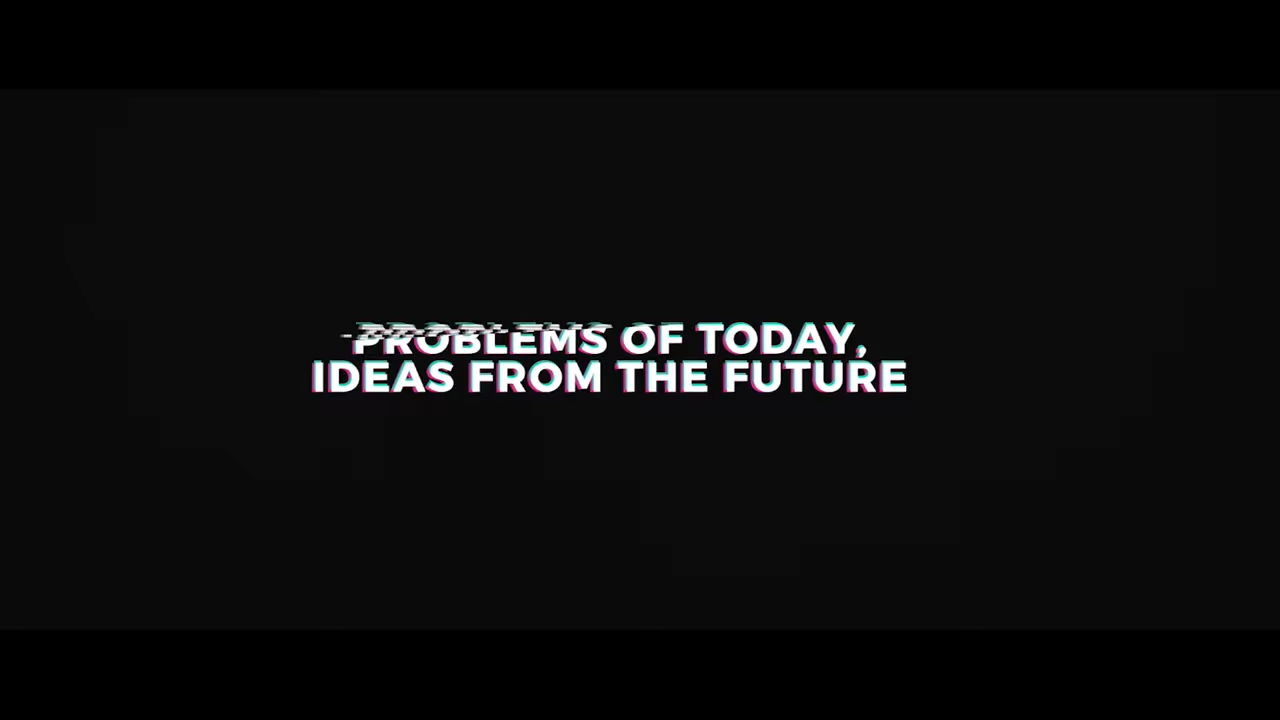 PROBLEMS OF TODAY,
IDEAS FROM THE FUTURE